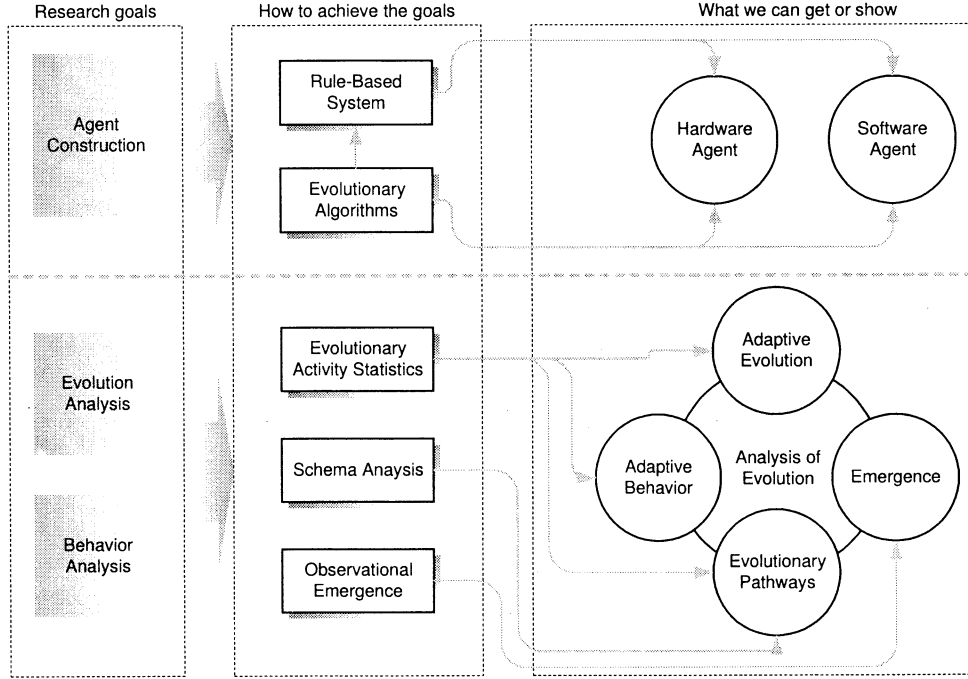 Research goals
How to achieve the goals
What we can get or show
Agent
Construction
Rule-Based
System
Evolutionary
Algorithms
Hardware
Agent
Software
Agent
Evolution
Analysis
Behavior
Analysis
Evolutionary
Activity Statistics
Schema Anaysis
Observational
Emergence
Adaptive
Evolution
Adaptive
Behavior
Analysis of
Evolution
Emergence
Evolutionary
Pathways